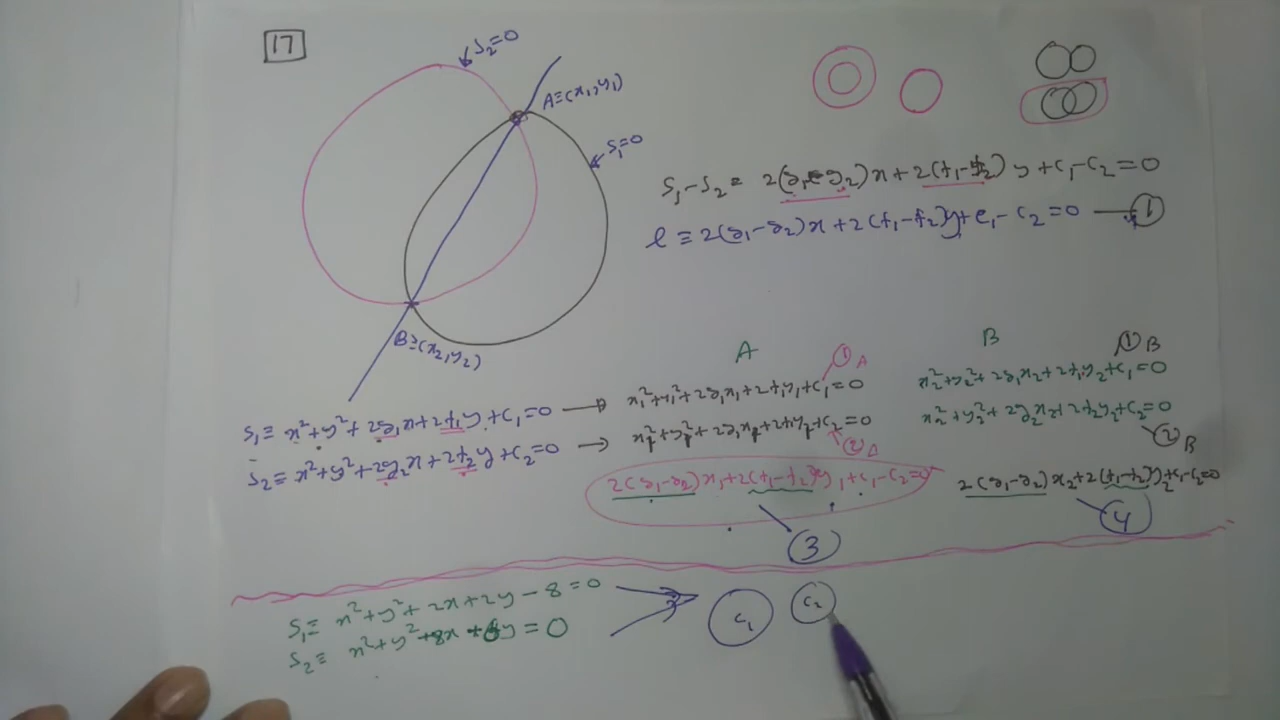 17
S₂=0
A≡(x₁,y₁)
S₁=0
B≡(x₂,y₂)
S₁-S₂ = 2(g₁-g₂)x+2(f₁-f₂)y+c₁-c₂=0
l ≡ 2(g₁-g₂)x+2(f₁-f₂)y+c₁-c₂=0 — ①
A
①A
B
①B
S₁≡ x²+y²+2g₁x+2f₁y+c₁=0 →
x₁²+y₁²+2g₁x₁+2f₁y₁+c₁=0
x₂²+y₂²+2g₁x₂+2f₁y₂+c₁=0
S₂≡ x²+y²+2g₂x+2f₂y+c₂=0 →
x₁²+y₁²+2g₂x₁+2f₂y₁+c₂=0
x₂²+y₂²+2g₂x₂+2f₂y₂+c₂=0
②A
②B
2(g₁-g₂)x₁+2(f₁-f₂)y₁+c₁-c₂=0
2(g₁-g₂)x₂+2(f₁-f₂)y₂+c₁-c₂=0
③
④
S₁≡ x²+y²+2x+2y-8=0
S₂≡ x²+y²+8x+6y=0
C₁
C₂